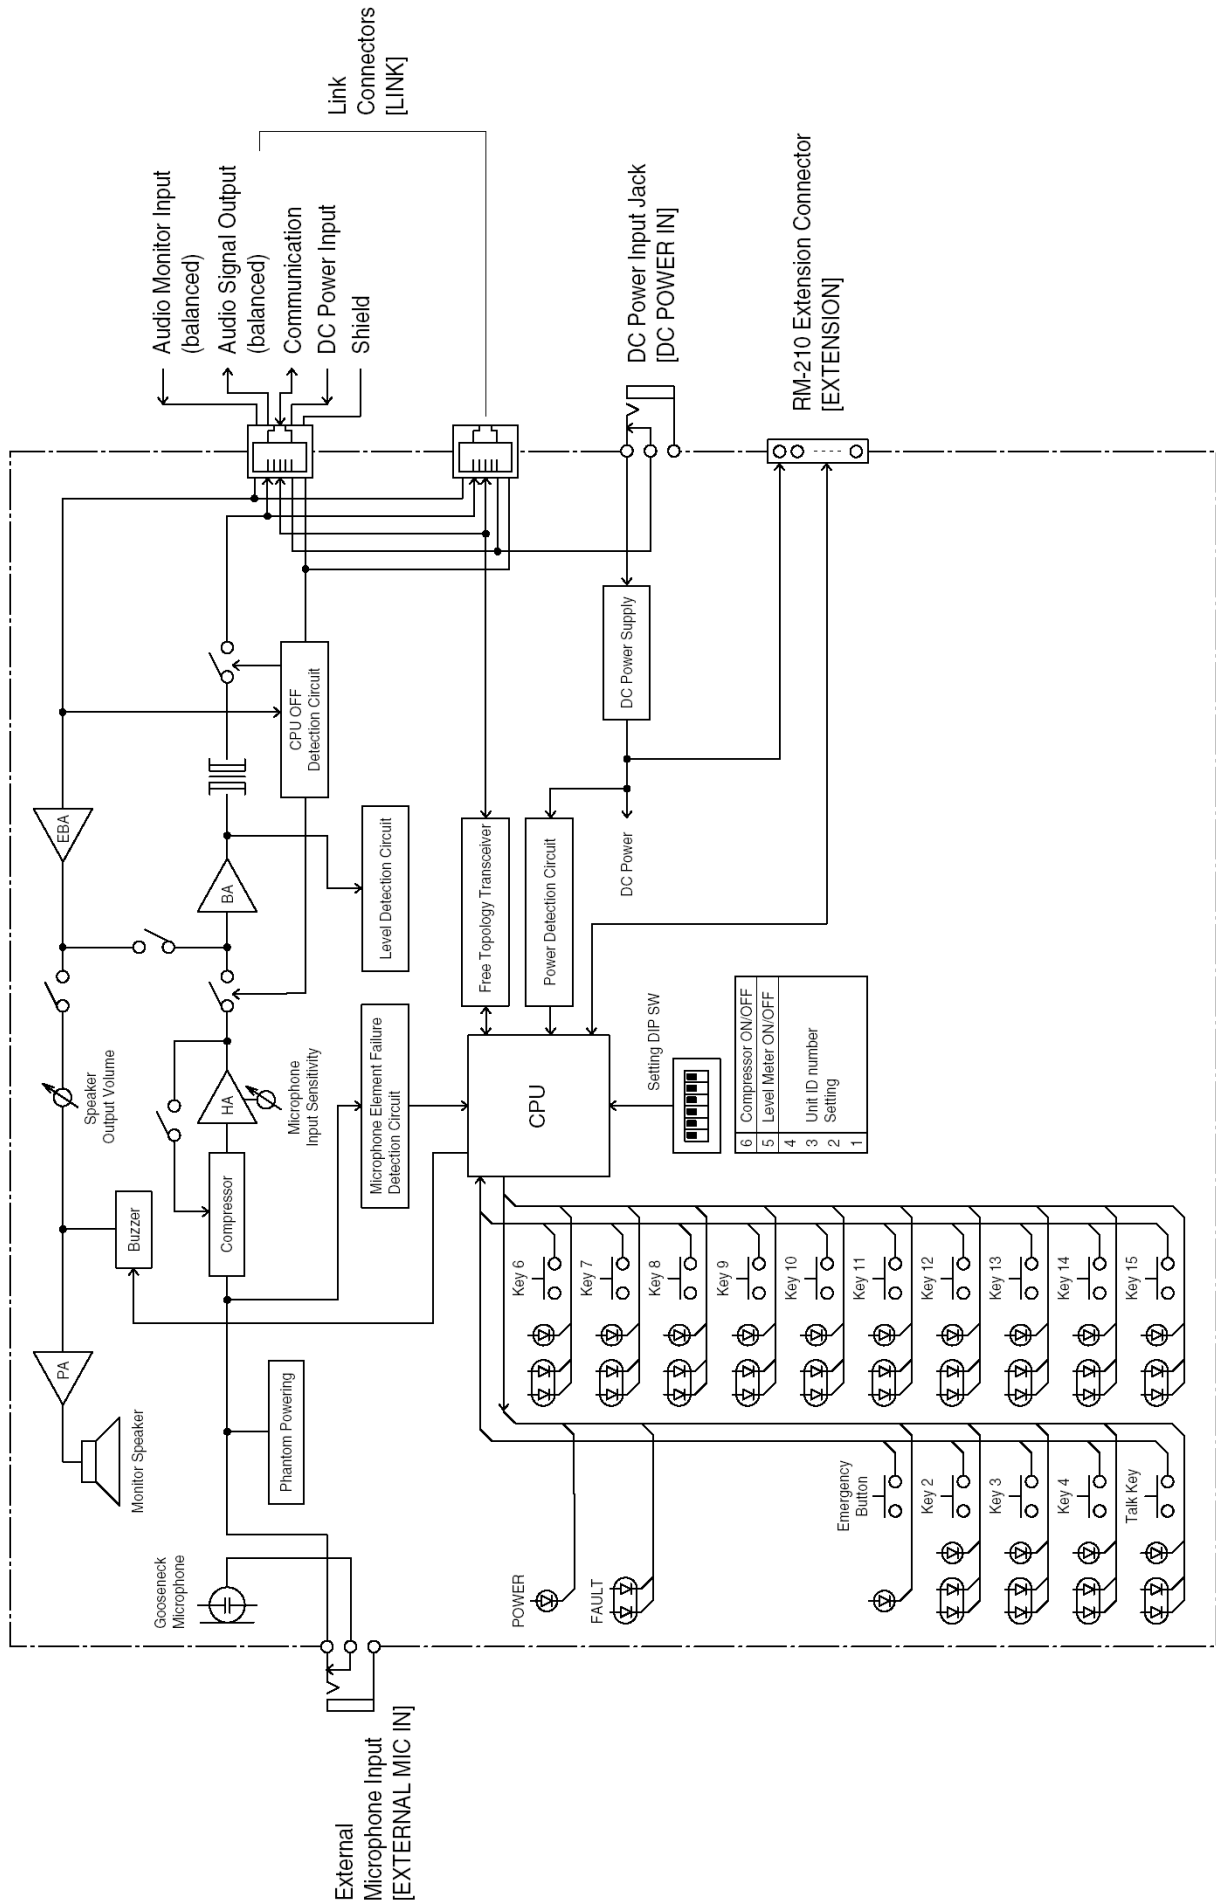 External
Microphone Input
[EXTERNAL MIC IN]
Gooseneck
Microphone
Monitor Speaker
PA
Phantom Powering
Buzzer
Speaker
Output Volume
Compressor
HA
Microphone
Input Sensitivity
Microphone Element Failure
Detection Circuit
EBA
BA
Level Detection Circuit
CPU OFF
Detection Circuit
Audio Monitor Input
(balanced)
Audio Signal Output
(balanced)
Communication
DC Power Input
Shield
Link
Connectors
[LINK]
Free Topology Transceiver
Power Detection Circuit
DC Power
DC Power Supply
DC Power Input Jack
[DC POWER IN]
RM-210 Extension Connector
[EXTENSION]
CPU
Setting DIP SW
6 Compressor ON/OFF
5 Level Meter ON/OFF
4
3 Unit ID number
2 Setting
1
POWER
FAULT
Emergency
Button
Key 2
Key 3
Key 4
Talk Key
Key 6
Key 7
Key 8
Key 9
Key 10
Key 11
Key 12
Key 13
Key 14
Key 15